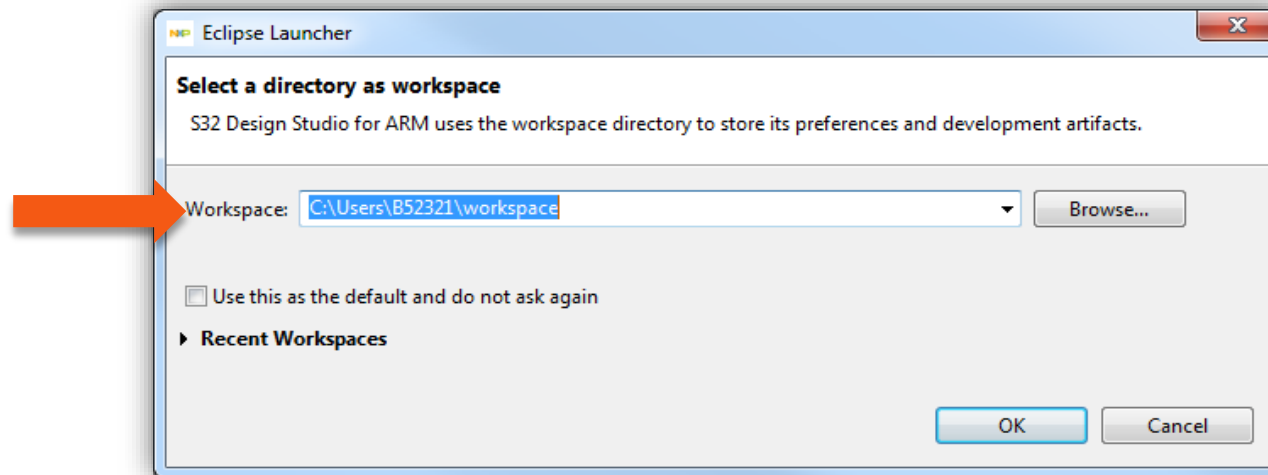 NXP Eclipse Launcher
Select a directory as workspace
S32 Design Studio for ARM uses the workspace directory to store its preferences and development artifacts.
Workspace: C:\Users\B52321\workspace Browse...
Use this as the default and do not ask again
Recent Workspaces
OK Cancel